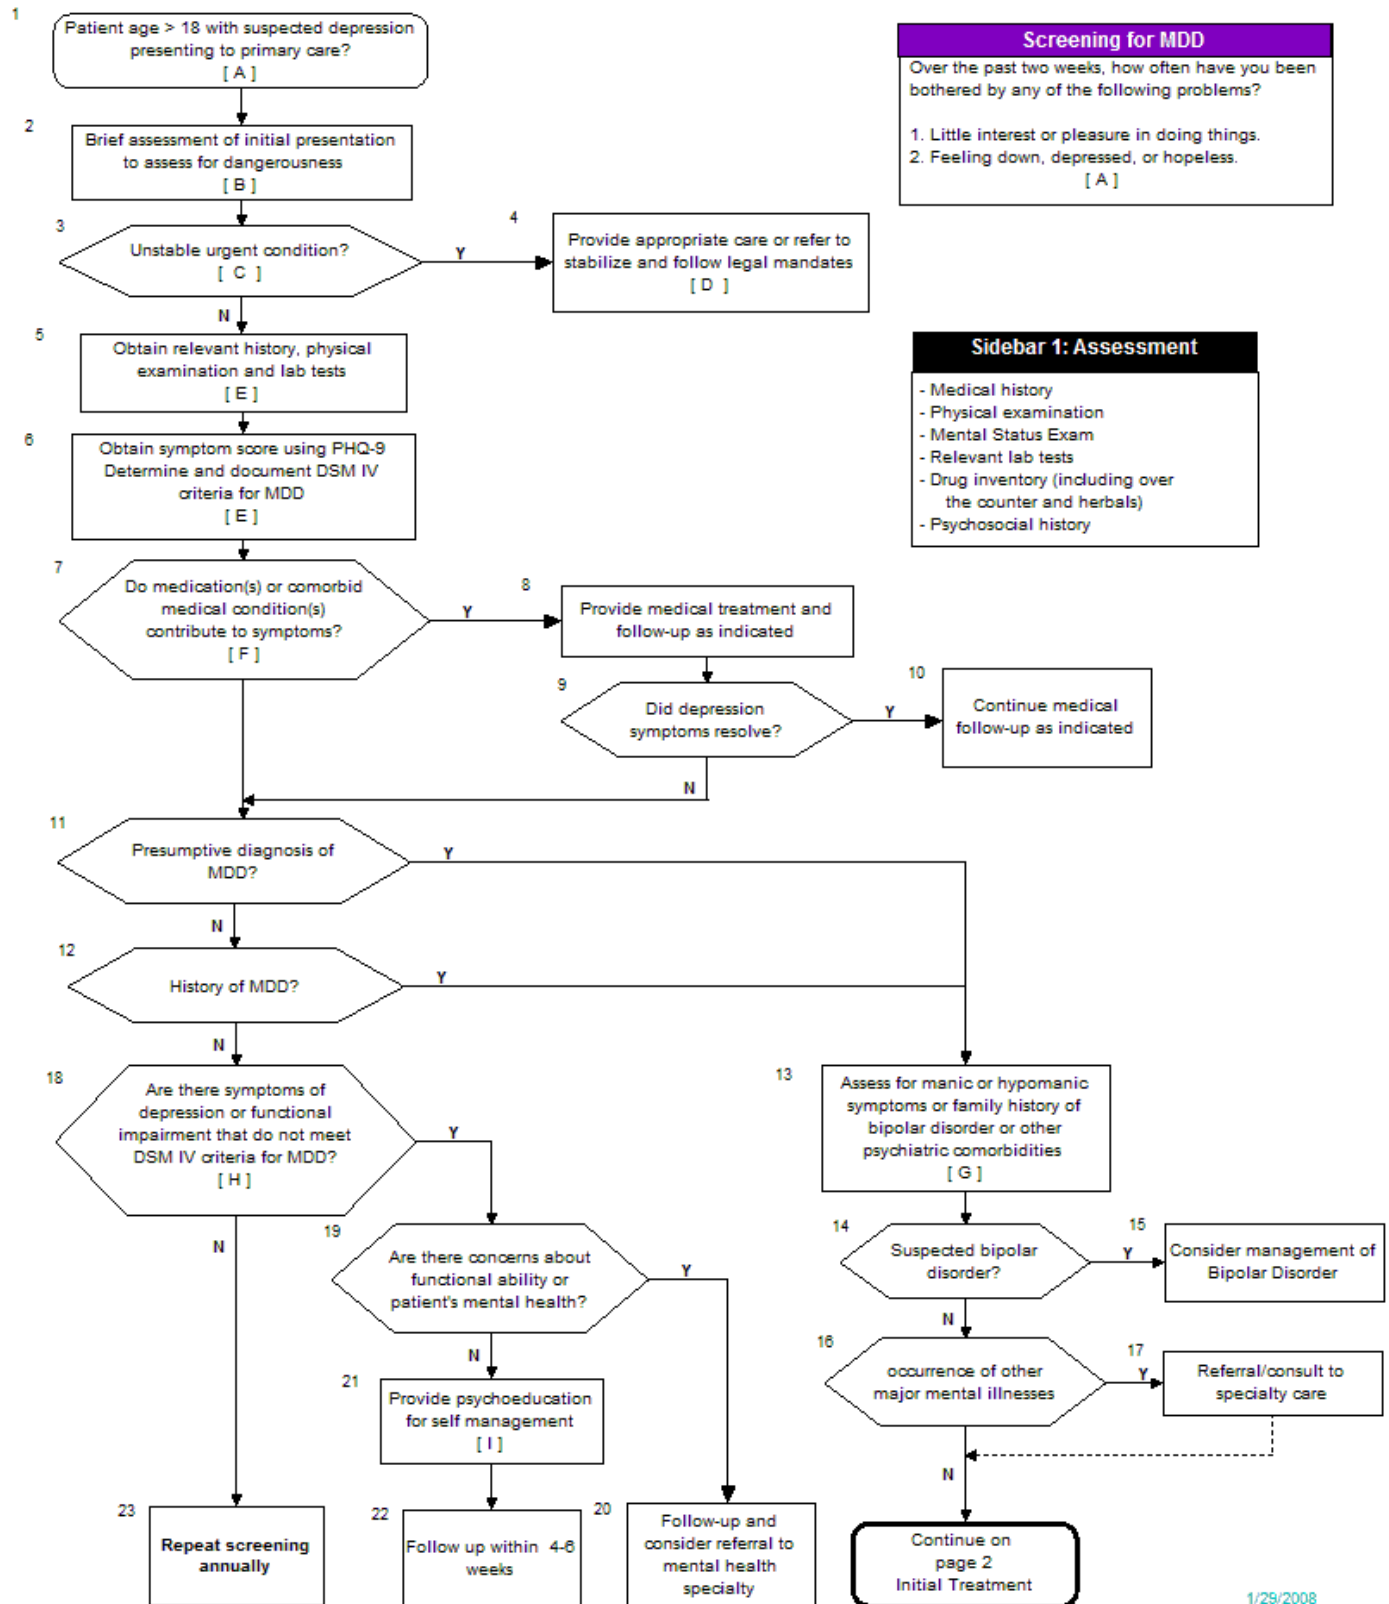 1
Patient age > 18 with suspected depression
presenting to primary care?
[ A ]
Screening for MDD
Over the past two weeks, how often have you been
bothered by any of the following problems?
1. Little interest or pleasure in doing things.
2. Feeling down, depressed, or hopeless.
[ A ]
2
Brief assessment of initial presentation
to assess for dangerousness
[ B ]
3
Unstable urgent condition?
[ C ]
Y
N
4
Provide appropriate care or refer to
stabilize and follow legal mandates
[ D ]
5
Obtain relevant history, physical
examination and lab tests
[ E ]
Sidebar 1: Assessment
- Medical history
- Physical examination
- Mental Status Exam
- Relevant lab tests
- Drug inventory (including over
the counter and herbals)
- Psychosocial history
6
Obtain symptom score using PHQ-9
Determine and document DSM IV
criteria for MDD
[ E ]
7
Do medication(s) or comorbid
medical condition(s)
contribute to symptoms?
[ F ]
Y
8
Provide medical treatment and
follow-up as indicated
9
Did depression
symptoms resolve?
Y
N
10
Continue medical
follow-up as indicated
11
Presumptive diagnosis of
MDD?
Y
N
12
History of MDD?
Y
N
18
Are there symptoms of
depression or functional
impairment that do not meet
DSM IV criteria for MDD?
[ H ]
Y
N
13
Assess for manic or hypomanic
symptoms or family history of
bipolar disorder or other
psychiatric comorbidities
[ G ]
19
Are there concerns about
functional ability or
patient's mental health?
Y
N
14
Suspected bipolar
disorder?
Y
N
15
Consider management of
Bipolar Disorder
16
occurrence of other
major mental illnesses
Y
N
17
Referral/consult to
specialty care
21
Provide psychoeducation
for self management
[ I ]
23
Repeat screening
annually
22
Follow up within 4-6
weeks
20
Follow-up and
consider referral to
mental health
specialty
Continue on
page 2
Initial Treatment
1/29/2008